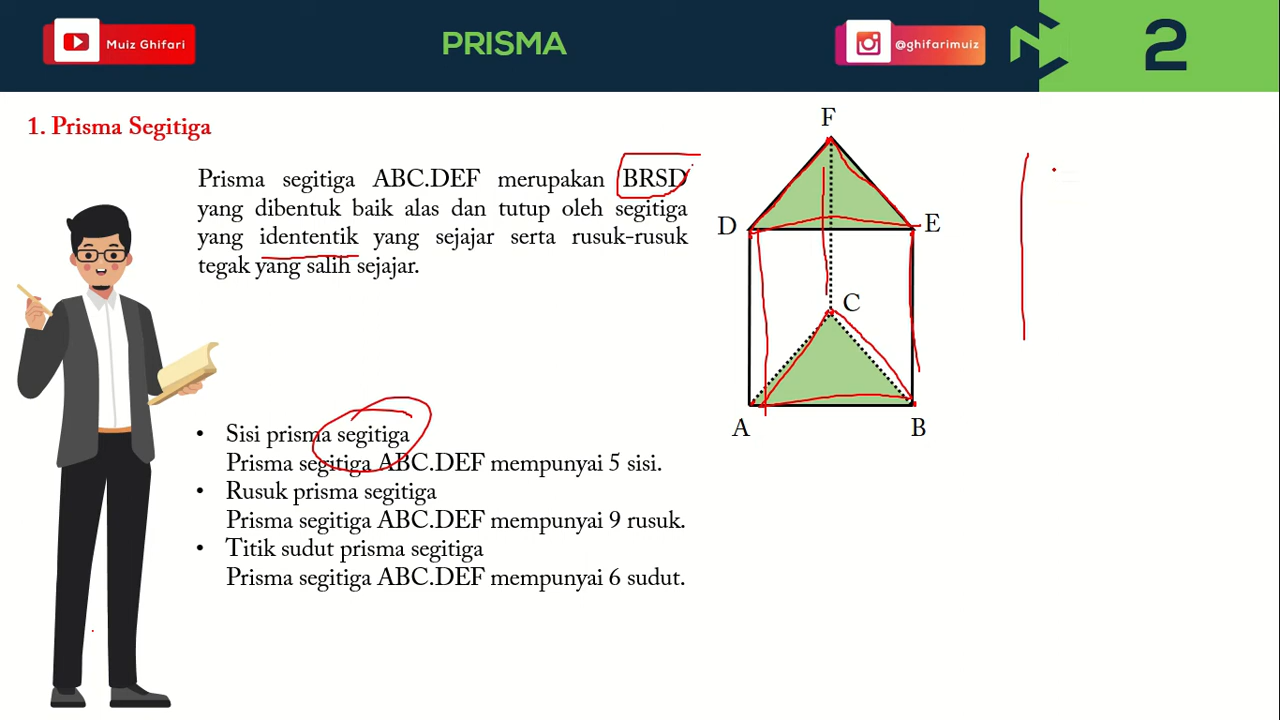 Muiz Ghifari
PRISMA
@ghifarimuiz
2
1. Prisma Segitiga
Prisma segitiga ABC.DEF merupakan BRSD
yang dibentuk baik alas dan tutup oleh segitiga
yang idententik yang sejajar serta rusuk-rusuk
tegak yang salih sejajar.
F
D
E
C
A
B
• Sisi prisma segitiga
Prisma segitiga ABC.DEF mempunyai 5 sisi.
• Rusuk prisma segitiga
Prisma segitiga ABC.DEF mempunyai 9 rusuk.
• Titik sudut prisma segitiga
Prisma segitiga ABC.DEF mempunyai 6 sudut.